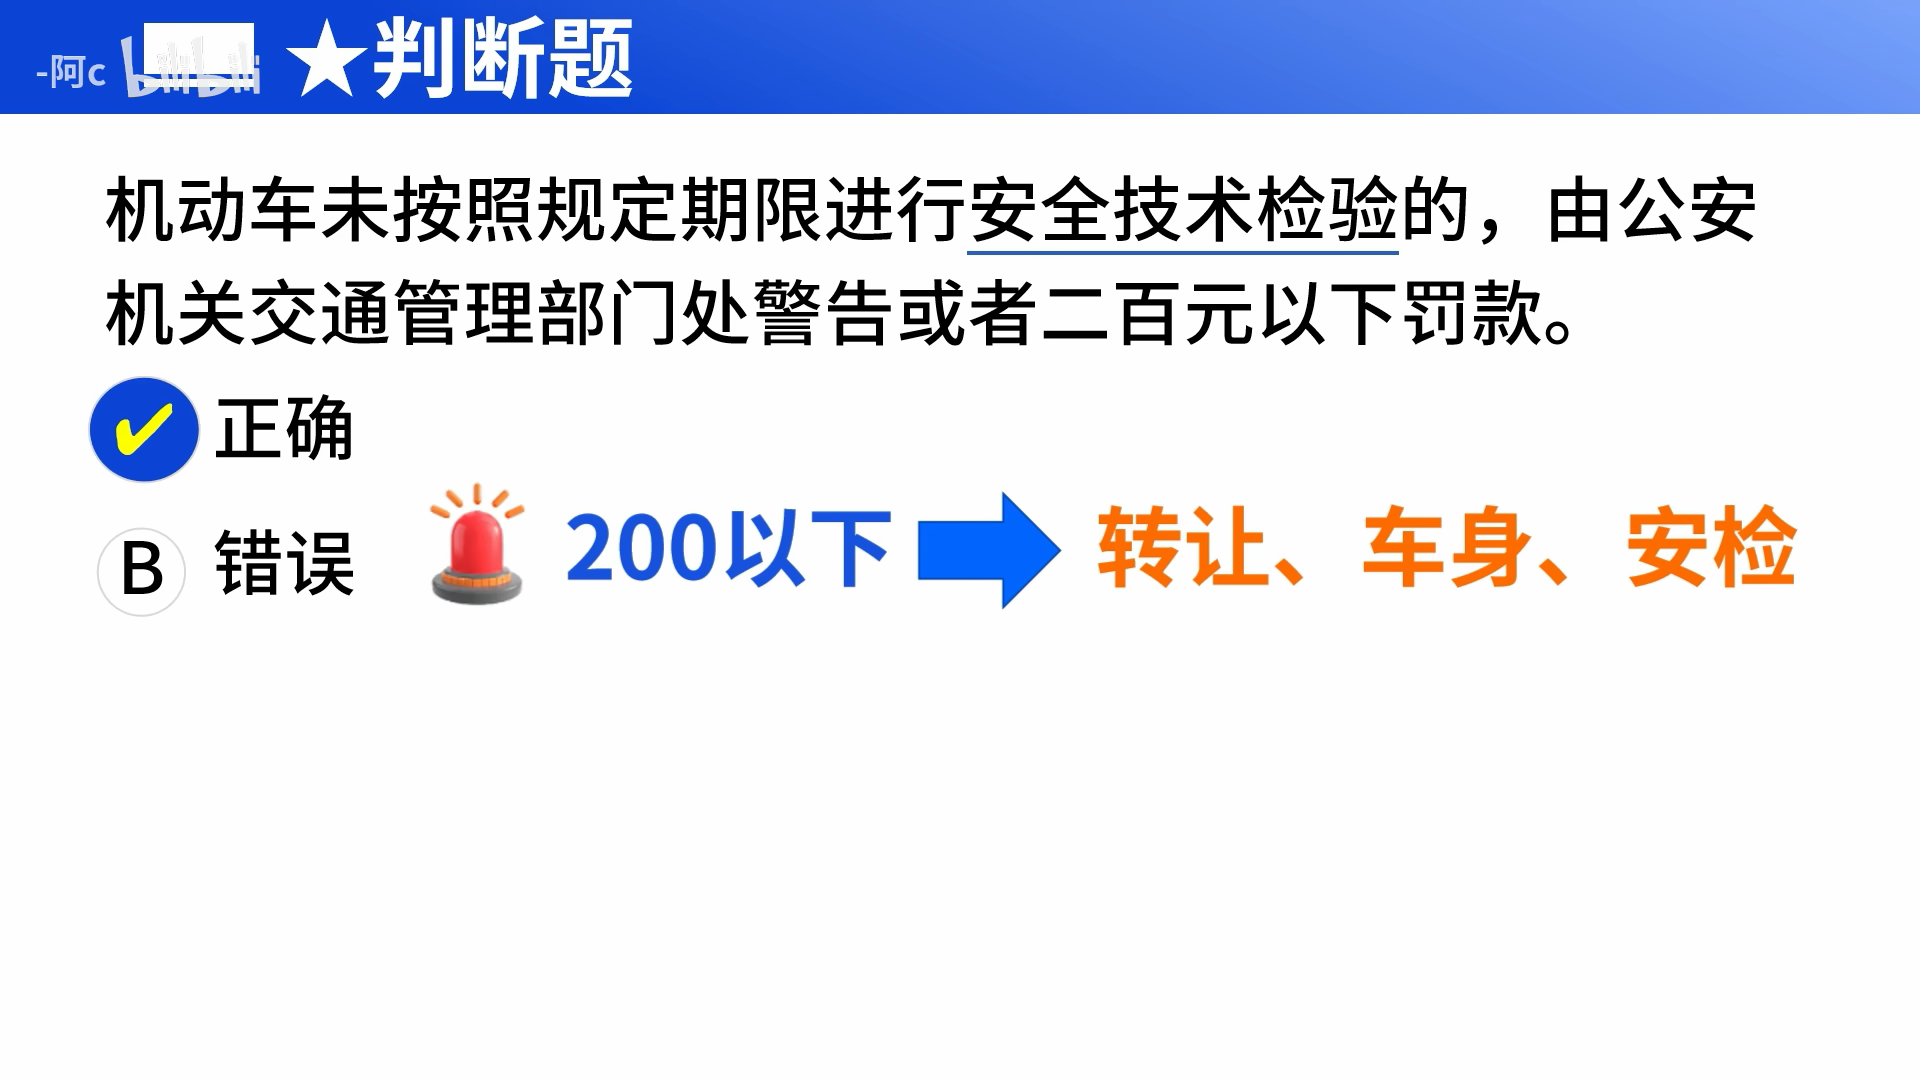 -阿c bilibili ★判断题
机动车未按照规定期限进行安全技术检验的，由公安
机关交通管理部门处警告或者二百元以下罚款。
✔ 正确
B 错误
200以下 转让、车身、安检